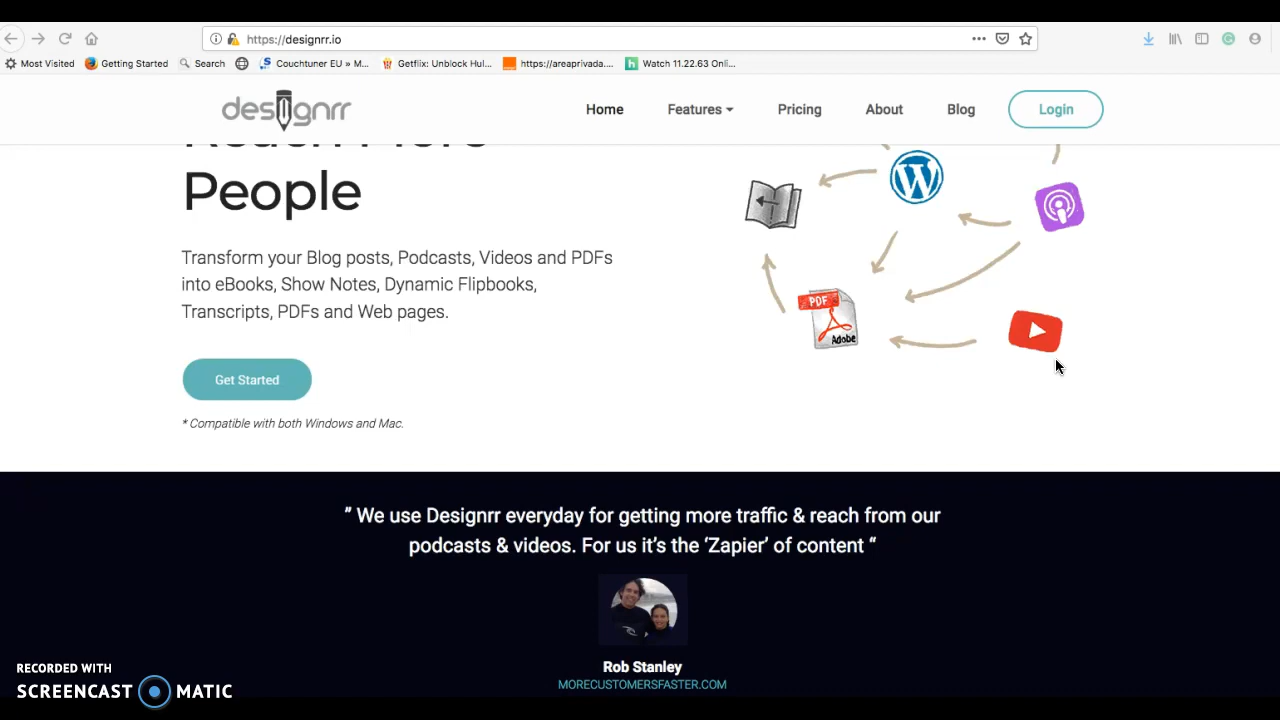 https://designrr.io
Most Visited Getting Started Search Couchtuner EU » M... Getflix: Unblock Hul... https://areaprivada.... Watch 11.22.63 Onli...
designrr Home Features Pricing About Blog Login
Reach More
People
Transform your Blog posts, Podcasts, Videos and PDFs
into eBooks, Show Notes, Dynamic Flipbooks,
Transcripts, PDFs and Web pages.
PDF
Adobe
Get Started
* Compatible with both Windows and Mac.
" We use Designrr everyday for getting more traffic & reach from our
podcasts & videos. For us it's the 'Zapier' of content "
Rob Stanley
MORECUSTOMERSFASTER.COM
RECORDED WITH
SCREENCAST MATIC